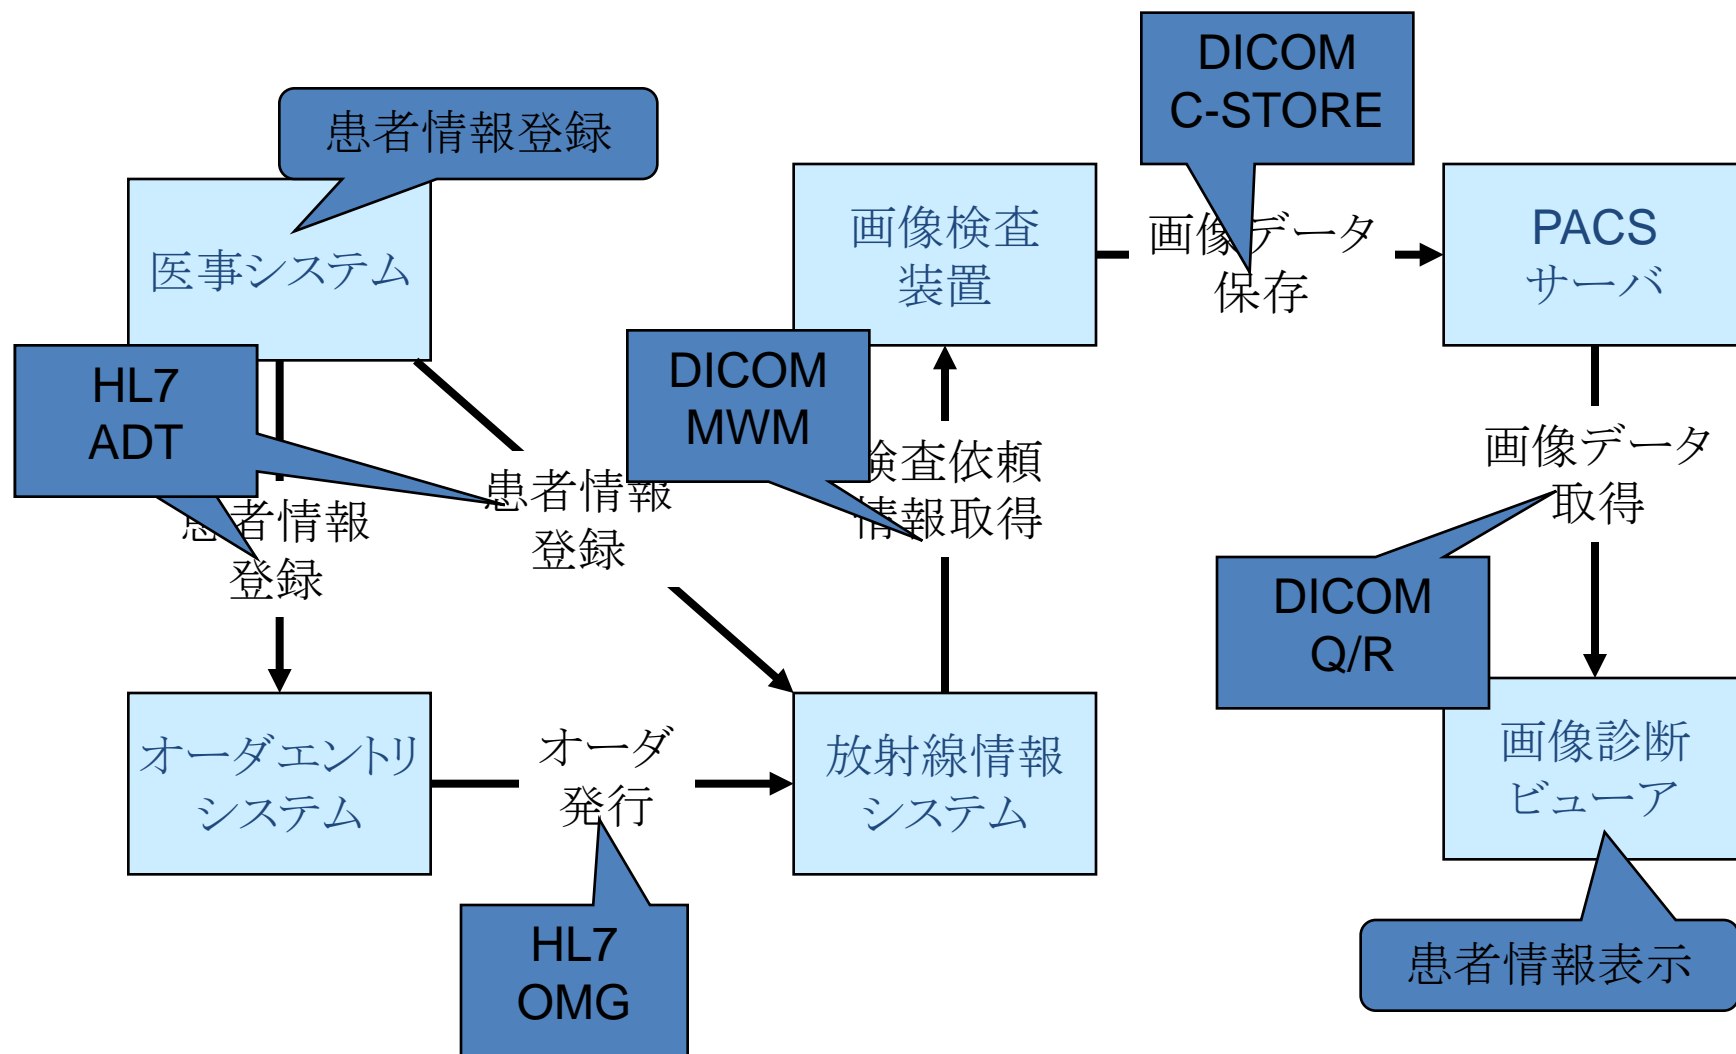 DICOM
C-STORE
患者情報登録
医事システム
画像検査
装置
画像データ
保存
PACS
サーバ
HL7
ADT
DICOM
MWM
患者情報
登録
患者情報
登録
検査依頼
情報取得
画像データ
取得
DICOM
Q/R
オーダエントリ
システム
オーダ
発行
放射線情報
システム
画像診断
ビューア
HL7
OMG
患者情報表示